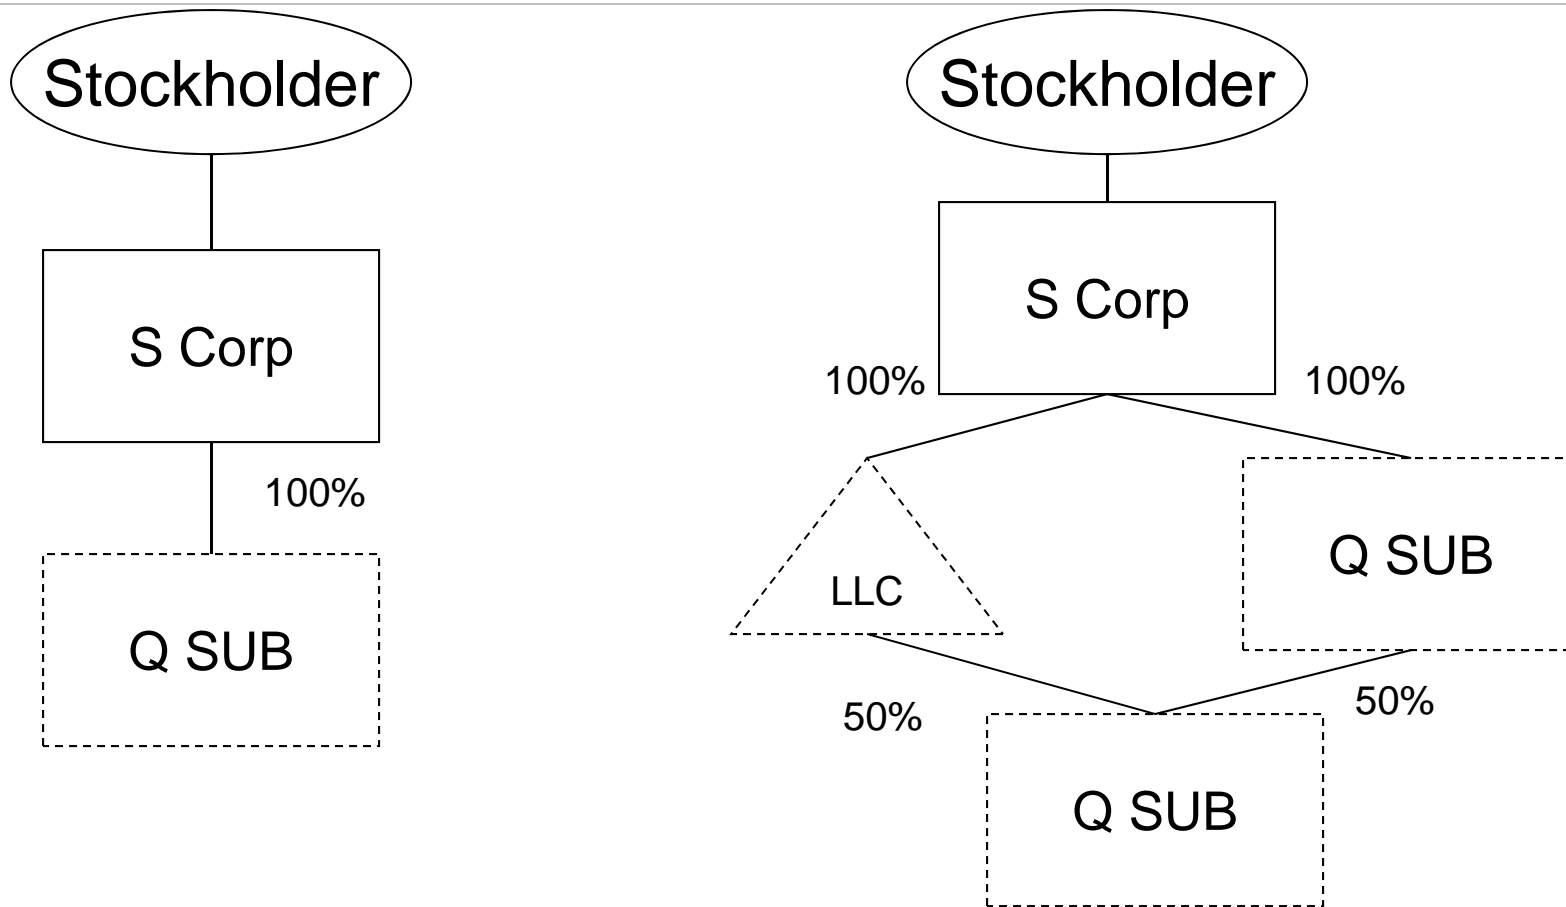 Stockholder
S Corp
100%
Q SUB
Stockholder
S Corp
100%
100%
LLC
Q SUB
50%
50%
Q SUB